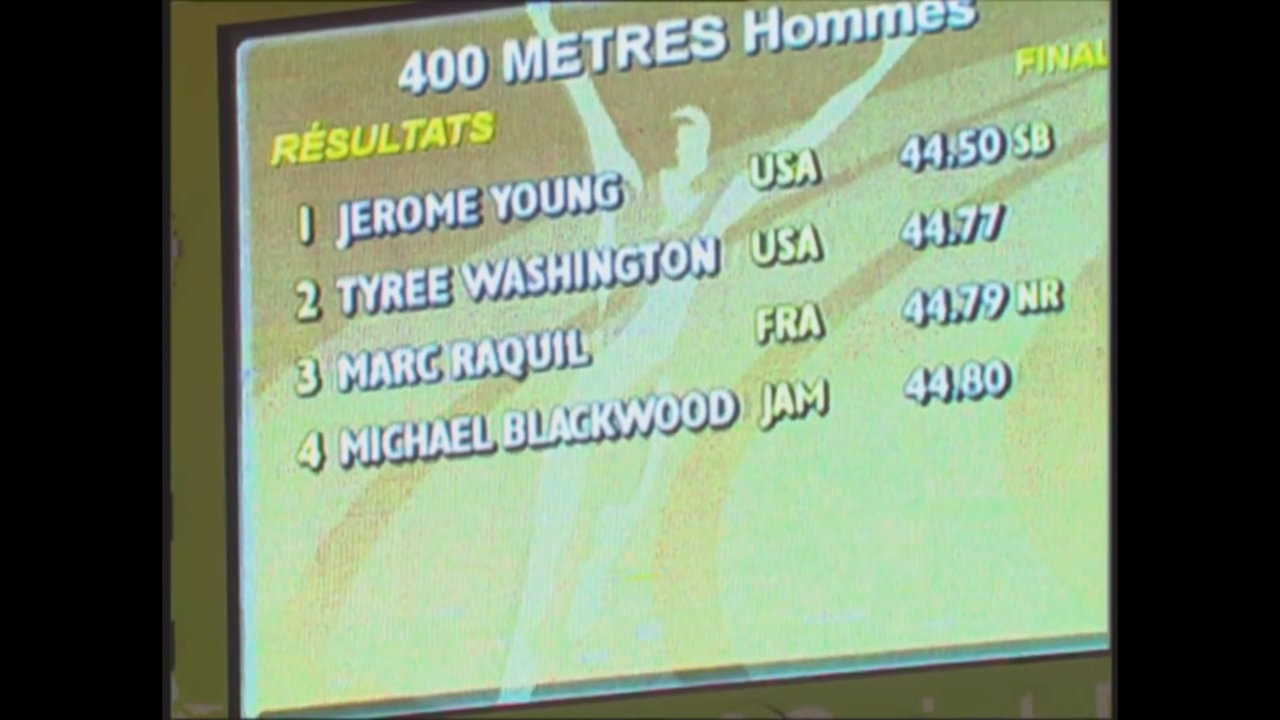 400 METRES Hommes
FINAL
RÉSULTATS
1 JEROME YOUNG USA 44.50 SB
2 TYREE WASHINGTON USA 44.77
3 MARC RAQUIL FRA 44.79 NR
4 MICHAEL BLACKWOOD JAM 44.80